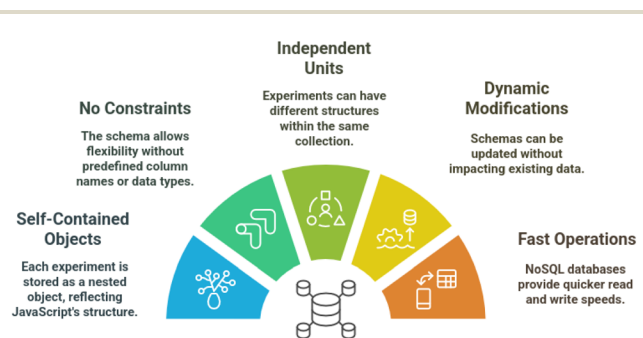 Independent
Units
Experiments can have
different structures
within the same
collection.
No Constraints
The schema allows
flexibility without
predefined column
names or data types.
Dynamic
Modifications
Schemas can be
updated without
impacting existing data.
Self-Contained
Objects
Each experiment is
stored as a nested
object, reflecting
JavaScript's structure.
Fast Operations
NoSQL databases
provide quicker read
and write speeds.